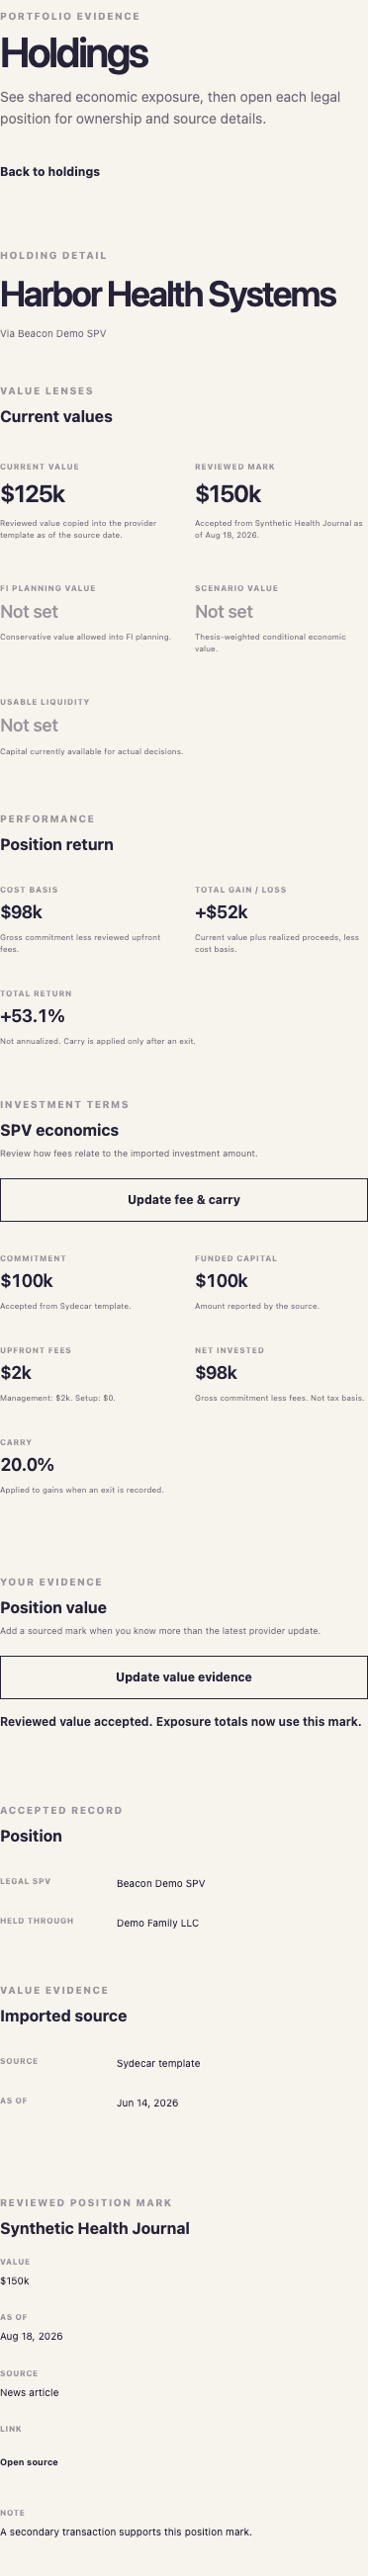 PORTFOLIO EVIDENCE
Holdings
See shared economic exposure, then open each legal
position for ownership and source details.
Back to holdings
HOLDING DETAIL
Harbor Health Systems
Via Beacon Demo SPV
VALUE LENSES
Current values
CURRENT VALUE
$125k
Reviewed value copied into the provider
template as of the source date.
REVIEWED MARK
$150k
Accepted from Synthetic Health Journal as
of Aug 18, 2026.
FI PLANNING VALUE
Not set
Conservative value allowed into FI planning.
SCENARIO VALUE
Not set
Thesis-weighted conditional economic
value.
USABLE LIQUIDITY
Not set
Capital currently available for actual decisions.
PERFORMANCE
Position return
COST BASIS
$98k
Gross commitment less reviewed upfront
fees.
TOTAL GAIN / LOSS
+$52k
Current value plus realized proceeds, less
cost basis.
TOTAL RETURN
+53.1%
Not annualized. Carry is applied only after an exit.
INVESTMENT TERMS
SPV economics
Review how fees relate to the imported investment amount.
Update fee & carry
COMMITMENT
$100k
Accepted from Sydecar template.
FUNDED CAPITAL
$100k
Amount reported by the source.
UPFRONT FEES
$2k
Management: $2k. Setup: $0.
NET INVESTED
$98k
Gross commitment less fees. Not tax basis.
CARRY
20.0%
Applied to gains when an exit is recorded.
YOUR EVIDENCE
Position value
Add a sourced mark when you know more than the latest provider update.
Update value evidence
Reviewed value accepted. Exposure totals now use this mark.
ACCEPTED RECORD
Position
LEGAL SPV
Beacon Demo SPV
HELD THROUGH
Demo Family LLC
VALUE EVIDENCE
Imported source
SOURCE
Sydecar template
AS OF
Jun 14, 2026
REVIEWED POSITION MARK
Synthetic Health Journal
VALUE
$150k
AS OF
Aug 18, 2026
SOURCE
News article
LINK
Open source
NOTE
A secondary transaction supports this position mark.